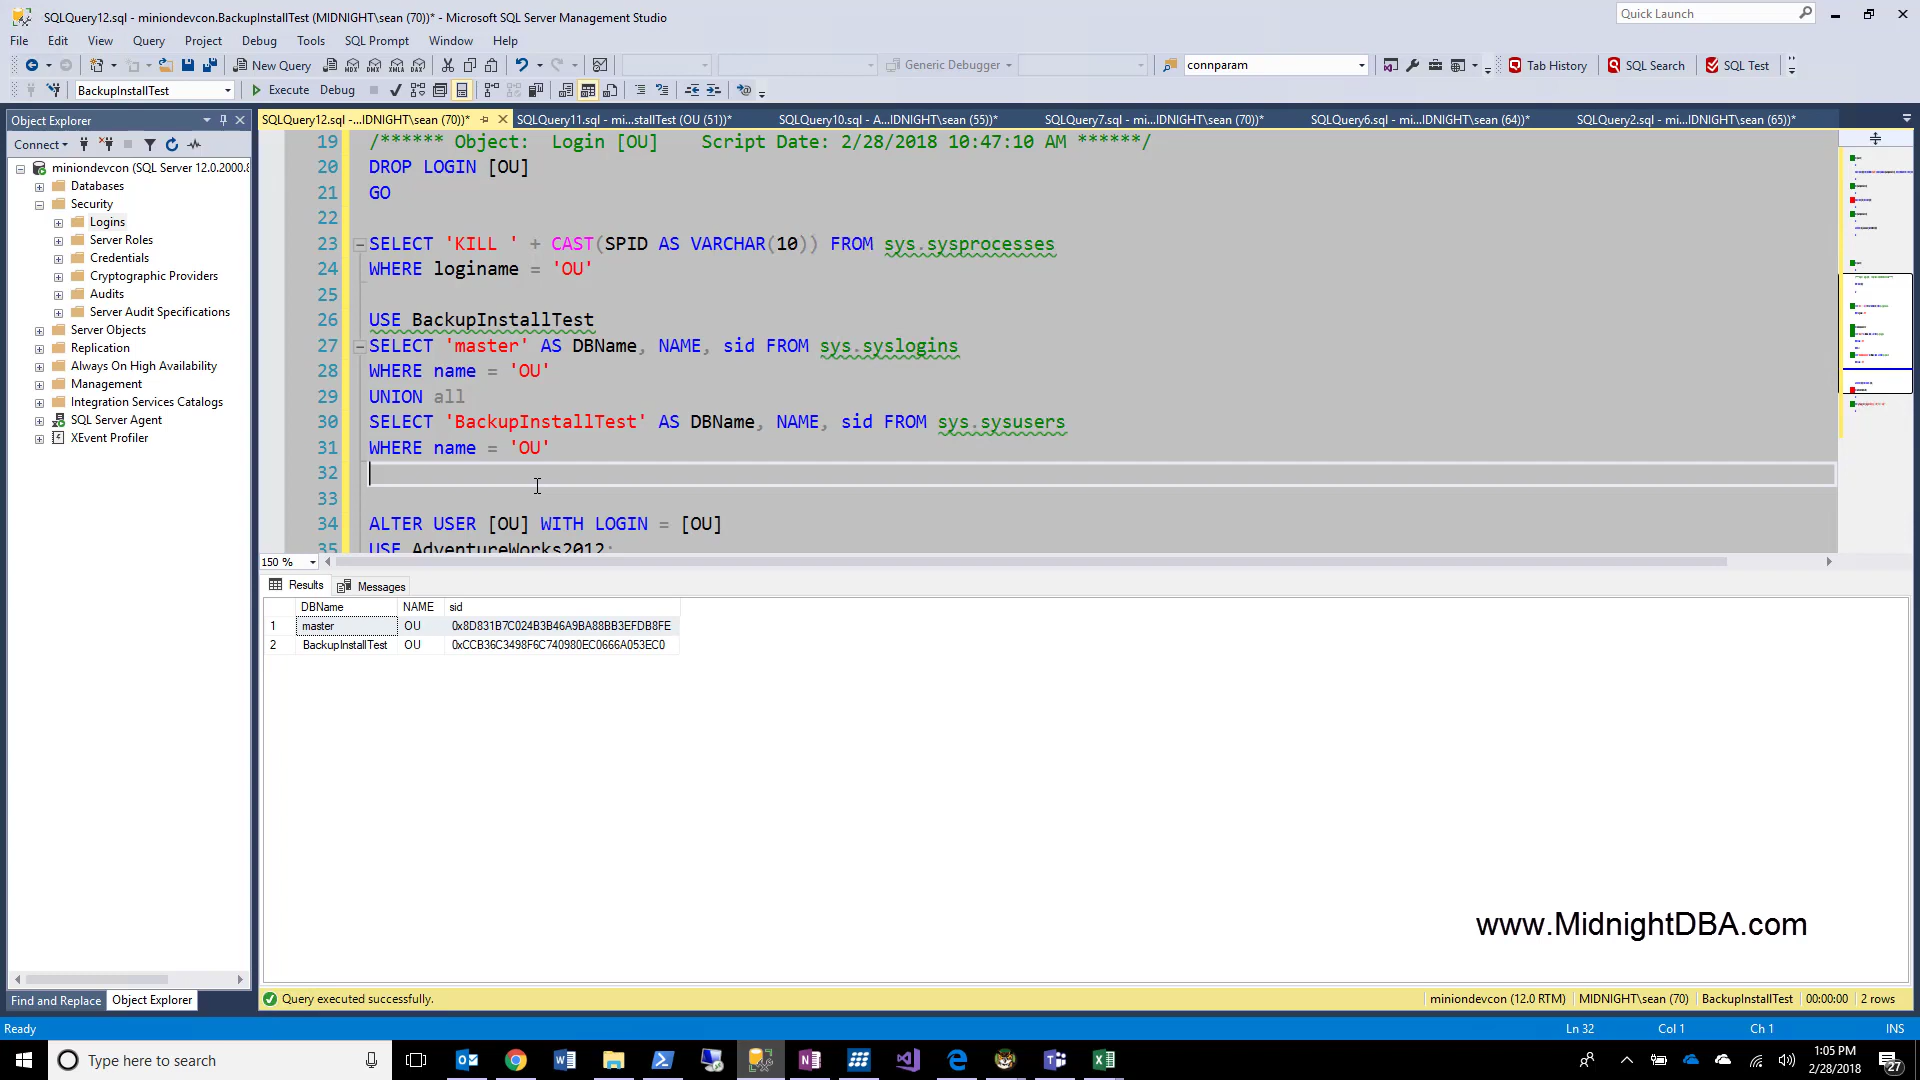 SQLQuery12.sql - miniondevcon.BackupInstallTest (MIDNIGHT\sean (70))* - Microsoft SQL Server Management Studio
Quick Launch
File Edit View Query Project Debug Tools SQL Prompt Window Help
New Query
Generic Debugger
connparam
Tab History
SQL Search
SQL Test
BackupInstallTest
Execute Debug
Object Explorer
SQLQuery12.sql -...IDNIGHT\sean (70))*
SQLQuery11.sql - mi...stallTest (OU (51))*
SQLQuery10.sql - A...IDNIGHT\sean (55))*
SQLQuery7.sql - mi...IDNIGHT\sean (70))*
SQLQuery6.sql - mi...IDNIGHT\sean (64))*
SQLQuery2.sql - mi...IDNIGHT\sean (65))*
Connect
miniondevcon (SQL Server 12.0.2000.8
Databases
Security
Logins
Server Roles
Credentials
Cryptographic Providers
Audits
Server Audit Specifications
Server Objects
Replication
Always On High Availability
Management
Integration Services Catalogs
SQL Server Agent
XEvent Profiler
19 /****** Object: Login [OU] Script Date: 2/28/2018 10:47:10 AM ******/
20 DROP LOGIN [OU]
21 GO
22
23 SELECT 'KILL ' + CAST(SPID AS VARCHAR(10)) FROM sys.sysprocesses
24 WHERE loginame = 'OU'
25
26 USE BackupInstallTest
27 SELECT 'master' AS DBName, NAME, sid FROM sys.syslogins
28 WHERE name = 'OU'
29 UNION all
30 SELECT 'BackupInstallTest' AS DBName, NAME, sid FROM sys.sysusers
31 WHERE name = 'OU'
32
33
34 ALTER USER [OU] WITH LOGIN = [OU]
35 USE AdventureWorks2012;
150 %
Results Messages
DBName NAME sid
1 master OU 0x8D831B7C024B3B46A9BA88BB3EFDB8FE
2 BackupInstallTest OU 0xCCB36C3498F6C740980EC0666A053EC0
www.MidnightDBA.com
Find and Replace Object Explorer
Query executed successfully.
miniondevcon (12.0 RTM) MIDNIGHT\sean (70) BackupInstallTest 00:00:00 2 rows
Ready
Ln 32 Col 1 Ch 1 INS
Type here to search
1:05 PM
2/28/2018
27